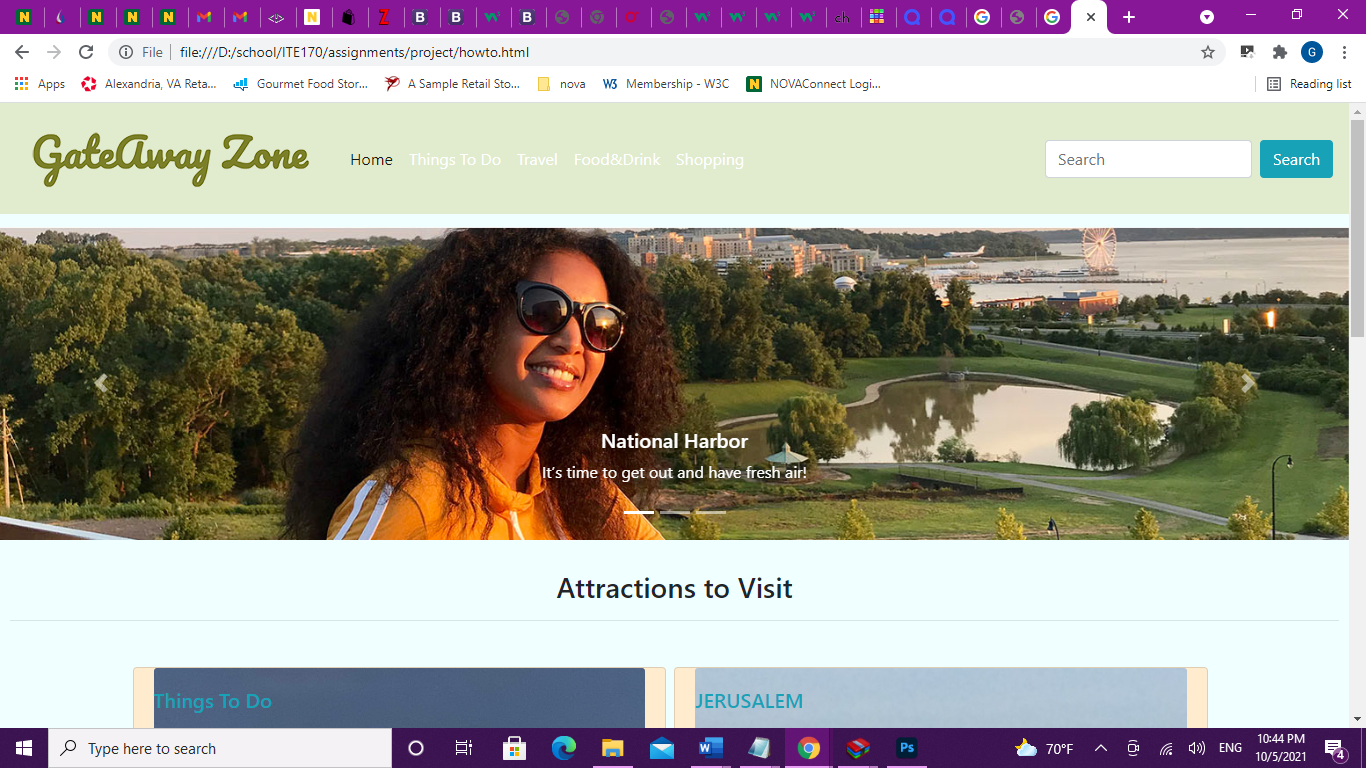 File
file:///D:/school/ITE170/assignments/project/howto.html
G
Apps
Alexandria, VA Reta...
Gourmet Food Stor...
A Sample Retail Sto...
nova
Membership - W3C
NOVAConnect Logi...
Reading list
GateAway Zone
Home
Things To Do
Travel
Food&Drink
Shopping
Search
Search
National Harbor
It’s time to get out and have fresh air!
Attractions to Visit
Things To Do
JERUSALEM
Type here to search
70°F
ENG
10:44 PM
10/5/2021
4